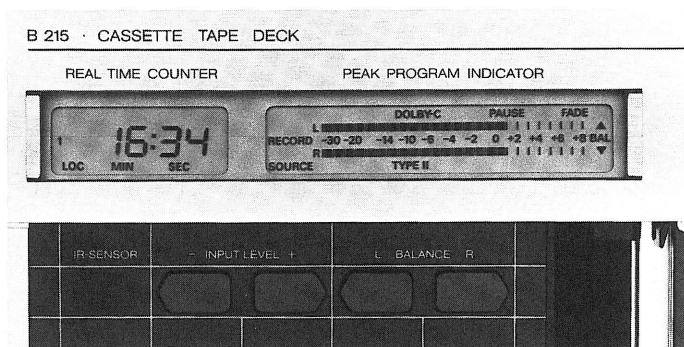 B 215 · CASSETTE TAPE DECK
REAL TIME COUNTER PEAK PROGRAM INDICATOR
DOLBY-C PAUSE FADE
L
1 16:34 RECORD -30 -20 -14 -10 -6 -4 -2 0 +2 +4 +6 +8 BAL
R
LOC MIN SEC SOURCE TYPE II
IR-SENSOR - INPUT LEVEL + L BALANCE R